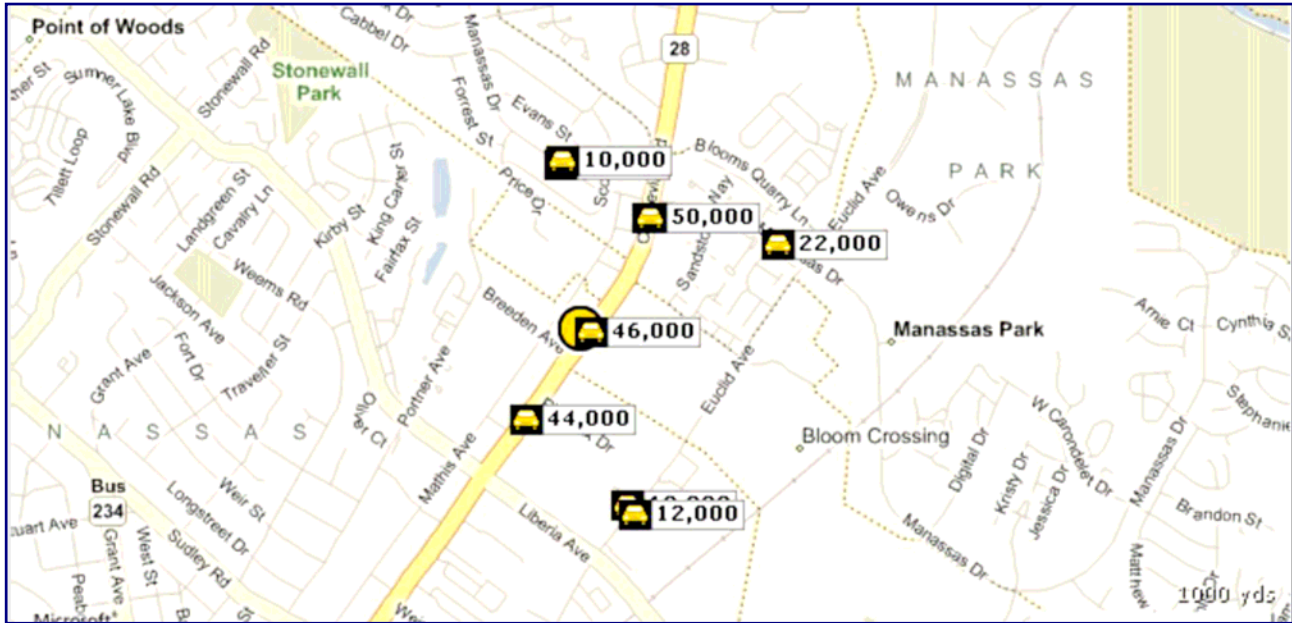 Point of Woods
Stonewall Rd
Cabbel Dr
Manassas Dr
28
MANASSAS
Stonewall
Park
Forrest St
Evans St
Sumner Lake Blvd
Tillett Loop
10,000
Blooms Quarry Ln
PARK
Price Dr
King Carter St
Landgreen St
Cavalry Ln
Kirby St
Fairfax St
Stonewall Rd
Euclid Ave
Owens Dr
50,000
22,000
Weems Rd
Jackson Ave
Breeden Ave
46,000
Manassas Park
Arnie Ct
Fort Dr
Traveller St
Grant Ave
Portner Ave
Euclid Ave
44,000
NASSAS
Mathis Ave
Bloom Crossing
W Carondelet Dr
Digital Dr
Kristy Dr
Jessica Dr
Manassas Dr
Bus
234
Weir St
Longstreet Dr
12,000
Liberia Ave
Brandon St
Manassas Dr
Sudley Rd
West St
Grant Ave
Microsoft*
1000 yds